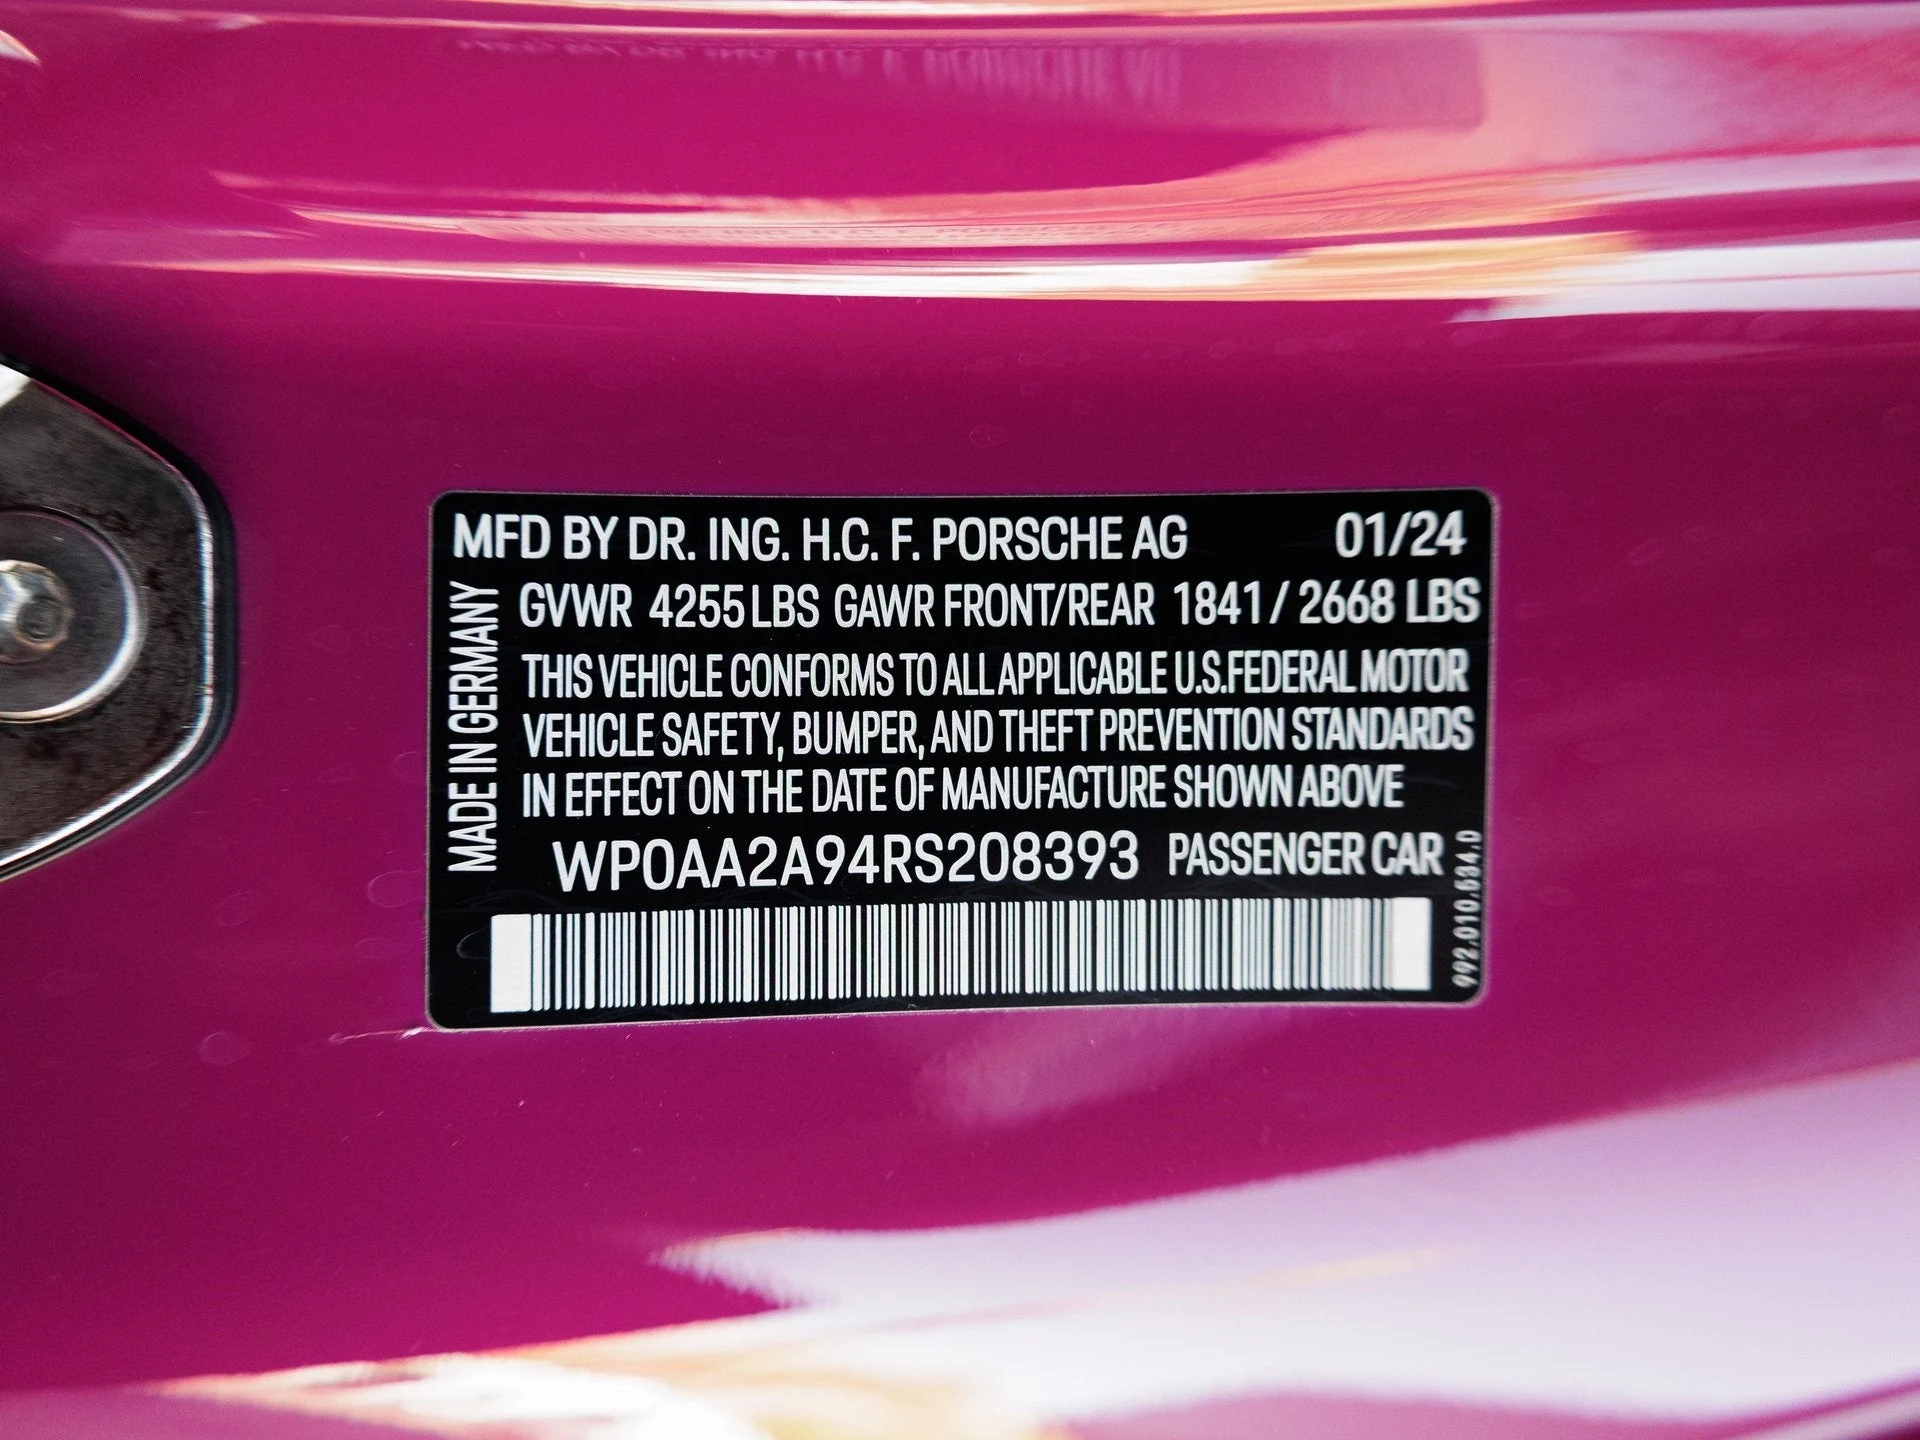 MFD BY DR. ING. H.C. F. PORSCHE AG 01/24
GVWR 4255 LBS GAWR FRONT/REAR 1841 / 2668 LBS
THIS VEHICLE CONFORMS TO ALL APPLICABLE U.S.FEDERAL MOTOR
VEHICLE SAFETY, BUMPER, AND THEFT PREVENTION STANDARDS
IN EFFECT ON THE DATE OF MANUFACTURE SHOWN ABOVE
WP0AA2A94RS208393 PASSENGER CAR
MADE IN GERMANY
992.010.534.D